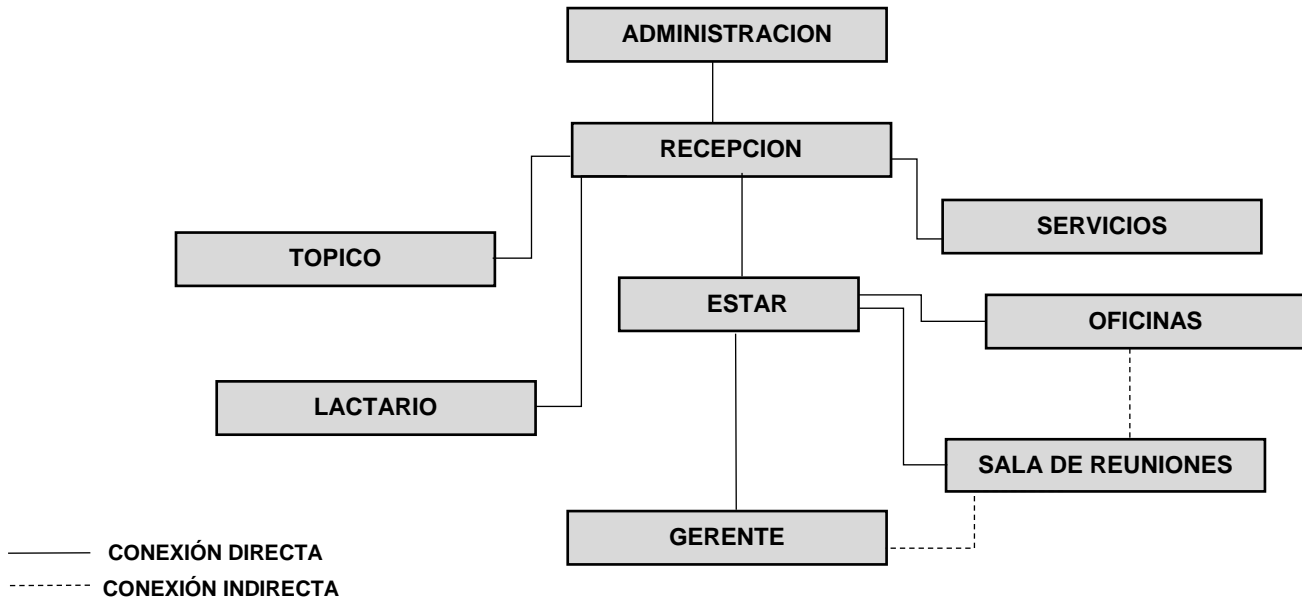 ADMINISTRACION
RECEPCION
SERVICIOS
TOPICO
ESTAR
OFICINAS
LACTARIO
SALA DE REUNIONES
GERENTE
CONEXIÓN DIRECTA
CONEXIÓN INDIRECTA